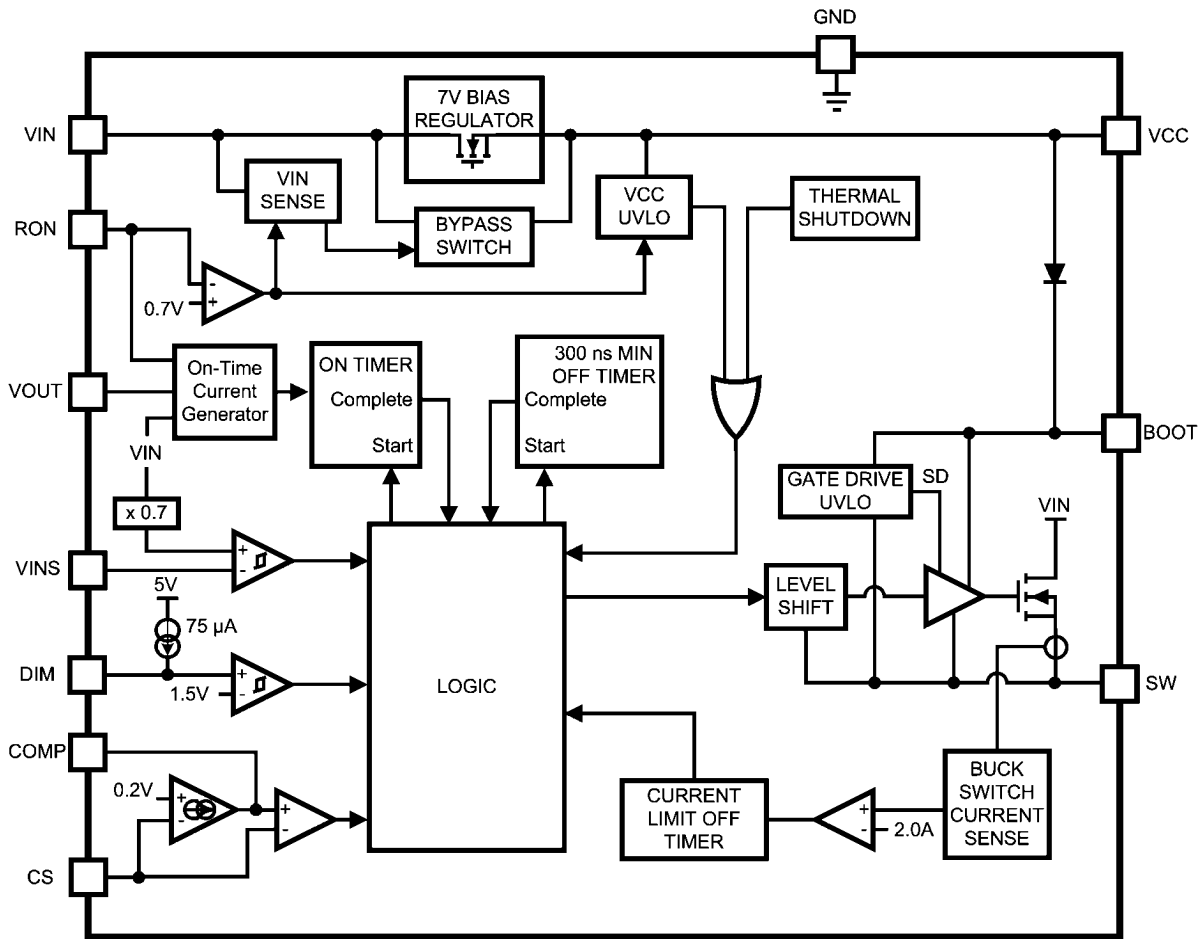 GND
7V BIAS
REGULATOR
VIN
VCC
VIN
SENSE
VCC
UVLO
THERMAL
SHUTDOWN
RON
BYPASS
SWITCH
-
+
0.7V
300 ns MIN
OFF TIMER
Complete
Start
ON TIMER
Complete
Start
On-Time
Current
Generator
VOUT
VIN
BOOT
GATE DRIVE
UVLO
SD
VIN
x 0.7
+
-
VINS
5V
75 µA
LEVEL
SHIFT
DIM
+
-
1.5V
LOGIC
SW
COMP
0.2V
+
-
+
-
CS
CURRENT
LIMIT OFF
TIMER
+
-
2.0A
BUCK
SWITCH
CURRENT
SENSE